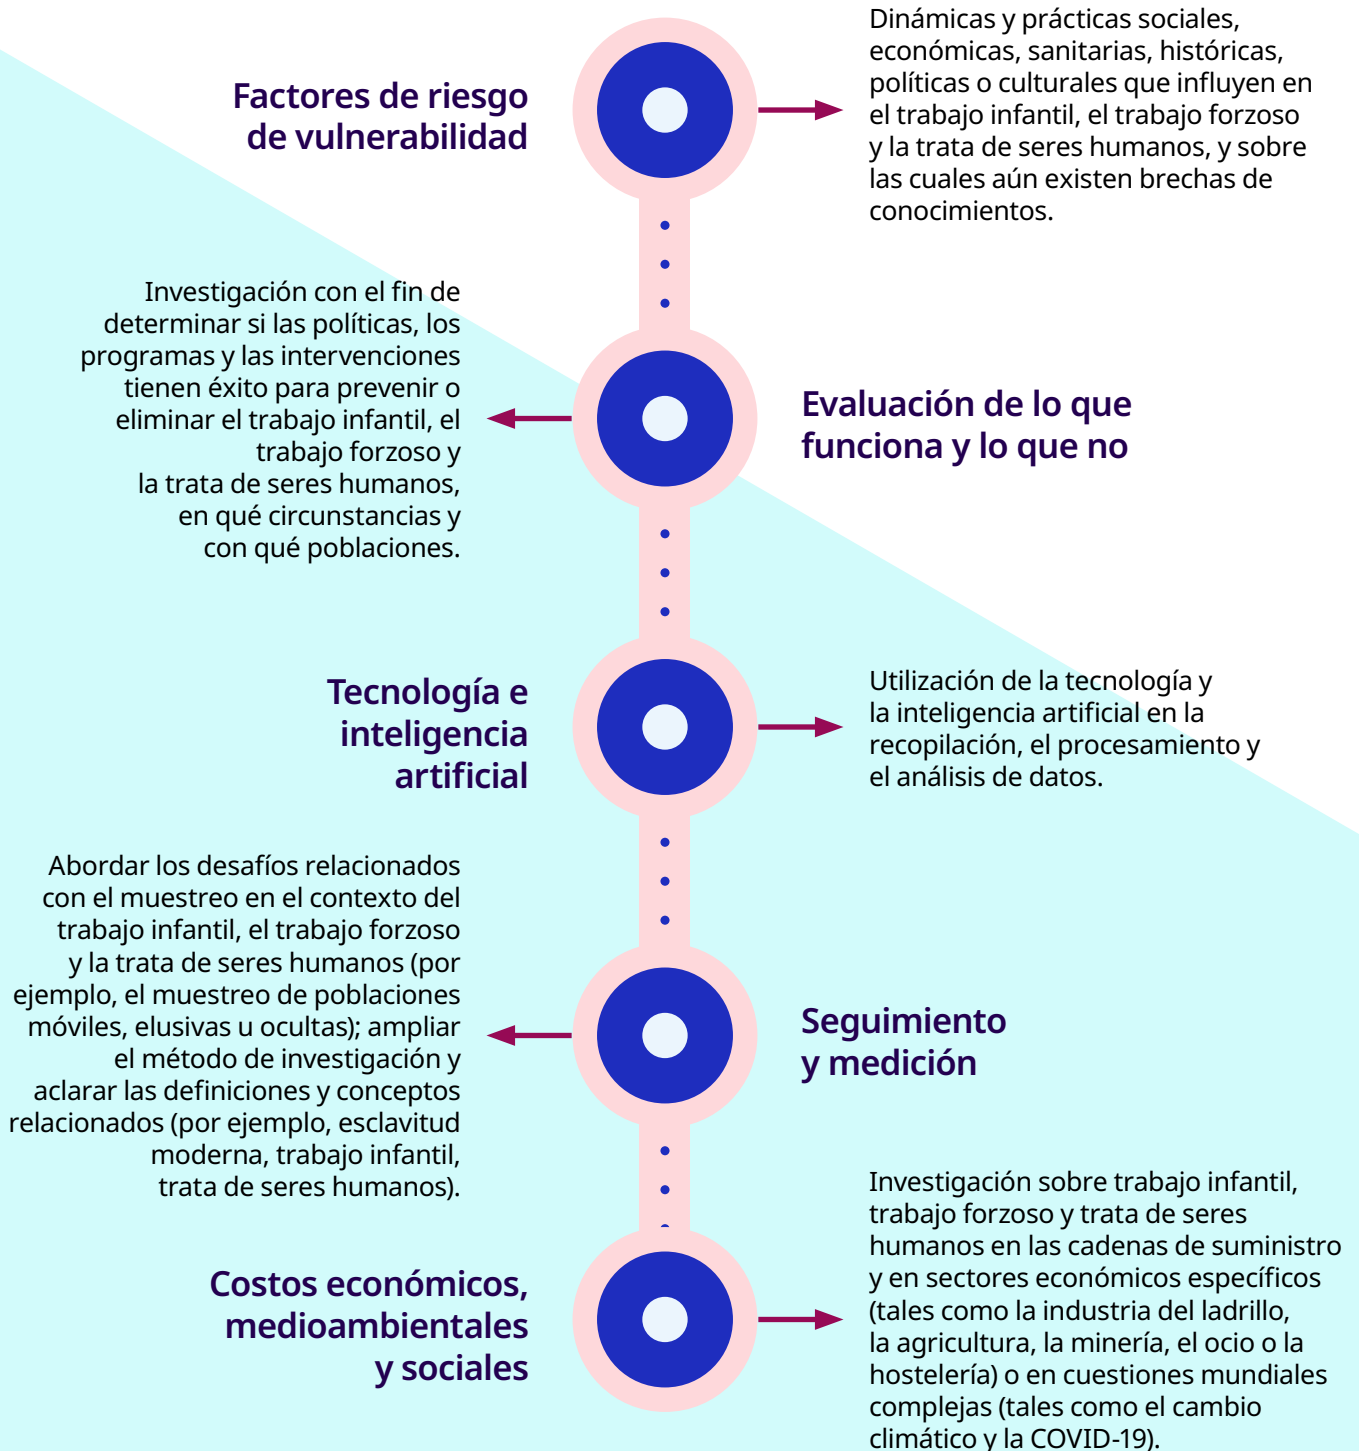 Factores de riesgo
de vulnerabilidad
Dinámicas y prácticas sociales,
económicas, sanitarias, históricas,
políticas o culturales que influyen en
el trabajo infantil, el trabajo forzoso
y la trata de seres humanos, y sobre
las cuales aún existen brechas de
conocimientos.
Evaluación de lo que
funciona y lo que no
Investigación con el fin de
determinar si las políticas, los
programas y las intervenciones
tienen éxito para prevenir o
eliminar el trabajo infantil, el
trabajo forzoso y
la trata de seres humanos,
en qué circunstancias y
con qué poblaciones.
Tecnología e
inteligencia
artificial
Utilización de la tecnología y
la inteligencia artificial en la
recopilación, el procesamiento y
el análisis de datos.
Seguimiento
y medición
Abordar los desafíos relacionados
con el muestreo en el contexto del
trabajo infantil, el trabajo forzoso
y la trata de seres humanos (por
ejemplo, el muestreo de poblaciones
móviles, elusivas u ocultas); ampliar
el método de investigación y
aclarar las definiciones y conceptos
relacionados (por ejemplo, esclavitud
moderna, trabajo infantil,
trata de seres humanos).
Costos económicos,
medioambientales
y sociales
Investigación sobre trabajo infantil,
trabajo forzoso y trata de seres
humanos en las cadenas de suministro
y en sectores económicos específicos
(tales como la industria del ladrillo,
la agricultura, la minería, el ocio o la
hostelería) o en cuestiones mundiales
complejas (tales como el cambio
climático y la COVID-19).